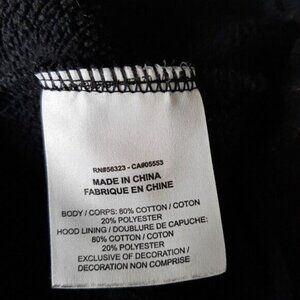 RN#56323 - CA#05553
MADE IN CHINA
FABRIQUE EN CHINE
BODY / CORPS: 80% COTTON / COTON
20% POLYESTER
HOOD LINING / DOUBLURE DE CAPUCHE:
80% COTTON / COTON
20% POLYESTER
EXCLUSIVE OF DECORATION /
DECORATION NON COMPRISE